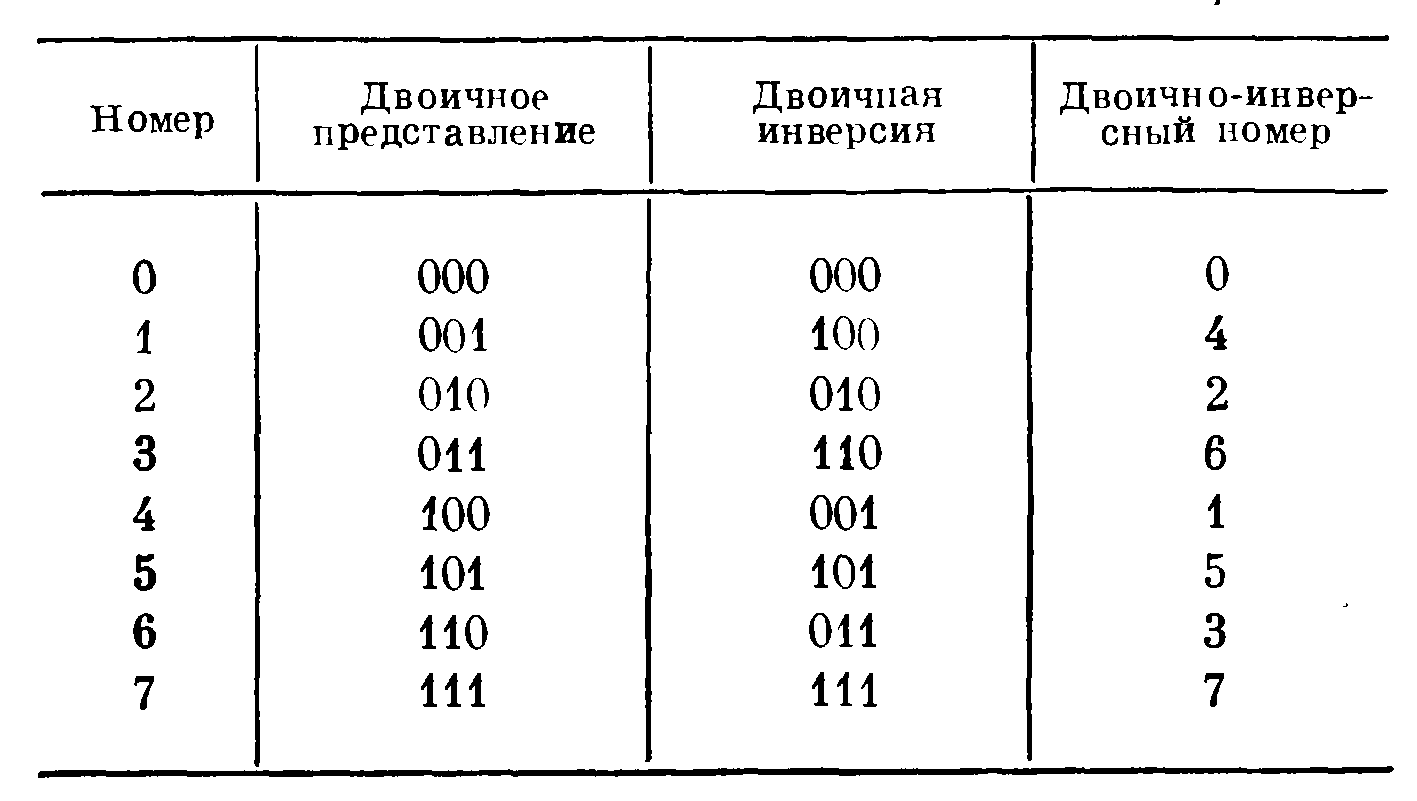 Номер
Двоичное
представление
Двоичная
инверсия
Двоично-инвер-
сный номер
0 000 000 0
1 001 100 4
2 010 010 2
3 011 110 6
4 100 001 1
5 101 101 5
6 110 011 3
7 111 111 7